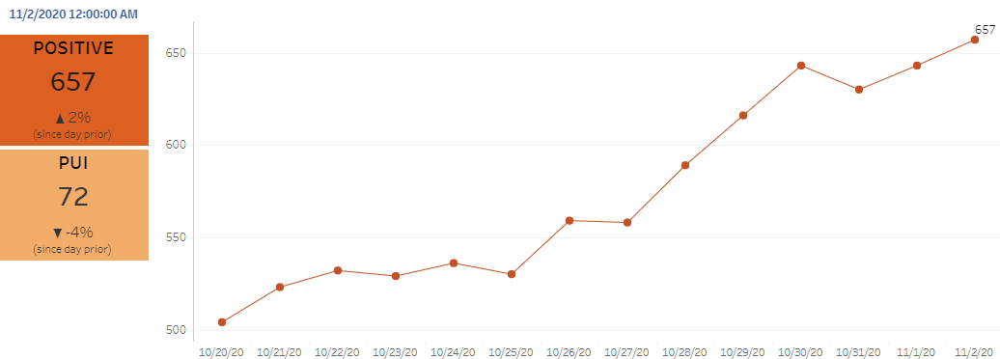 11/2/2020 12:00:00 AM
POSITIVE
657
▲ 2%
(since day prior)
PUI
72
▼ -4%
(since day prior)
657
650
600
550
500
10/20/20 10/21/20 10/22/20 10/23/20 10/24/20 10/25/20 10/26/20 10/27/20 10/28/20 10/29/20 10/30/20 10/31/20 11/1/20 11/2/20